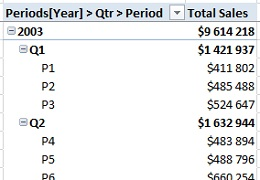 Periods[Year] > Qtr > Period Total Sales
2003 $9 614 218
Q1 $1 421 937
P1 $411 802
P2 $485 488
P3 $524 647
Q2 $1 632 944
P4 $483 894
P5 $488 796
P6 $660 254